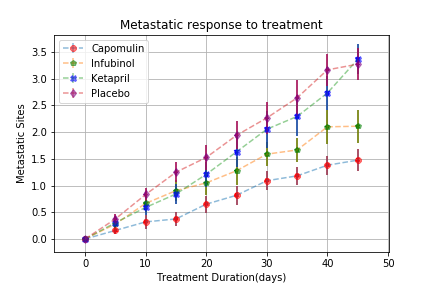 Metastatic response to treatment
Capomulin
Infubinol
Ketapril
Placebo
Metastatic Sites
3.5
3.0
2.5
2.0
1.5
1.0
0.5
0.0
0 10 20 30 40 50
Treatment Duration(days)